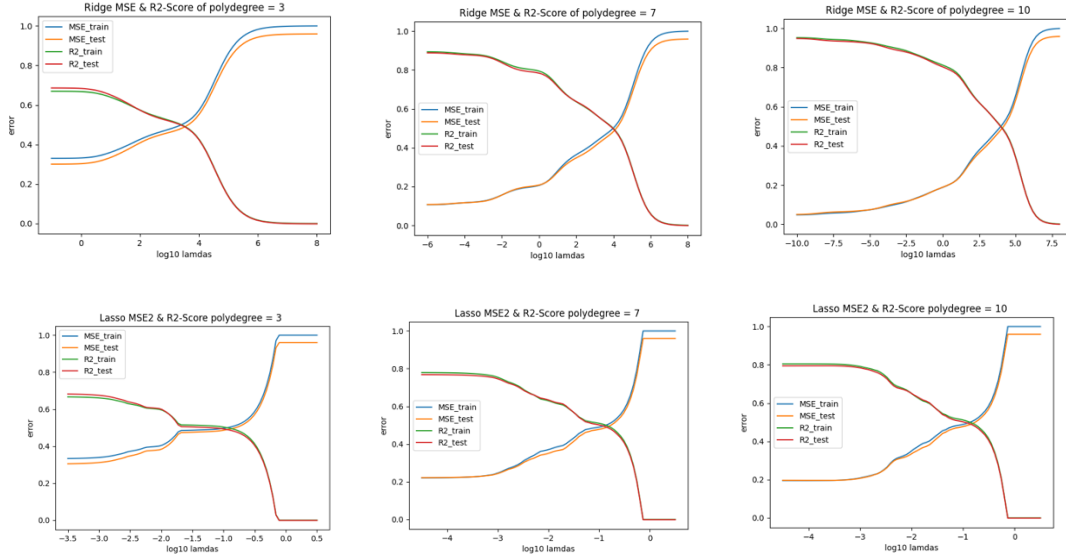 Ridge MSE & R2-Score of polydegree = 3
1.0
0.8
0.6
0.4
0.2
0.0
error
MSE_train
MSE_test
R2_train
R2_test
0 2 4 6 8
log10 lamdas
Ridge MSE & R2-Score of polydegree = 7
1.0
0.8
0.6
0.4
0.2
0.0
error
MSE_train
MSE_test
R2_train
R2_test
−6 −4 −2 0 2 4 6 8
log10 lamdas
Ridge MSE & R2-Score of polydegree = 10
1.0
0.8
0.6
0.4
0.2
0.0
error
MSE_train
MSE_test
R2_train
R2_test
−10.0 −7.5 −5.0 −2.5 0.0 2.5 5.0 7.5
log10 lamdas
Lasso MSE2 & R2-Score polydegree = 3
1.0
0.8
0.6
0.4
0.2
0.0
error
MSE_train
MSE_test
R2_train
R2_test
−3.5 −3.0 −2.5 −2.0 −1.5 −1.0 −0.5 0.0 0.5
log10 lamdas
Lasso MSE2 & R2-Score polydegree = 7
1.0
0.8
0.6
0.4
0.2
0.0
error
MSE_train
MSE_test
R2_train
R2_test
−4 −3 −2 −1 0
log10 lamdas
Lasso MSE2 & R2-Score polydegree = 10
1.0
0.8
0.6
0.4
0.2
0.0
error
MSE_train
MSE_test
R2_train
R2_test
−4 −3 −2 −1 0
log10 lamdas